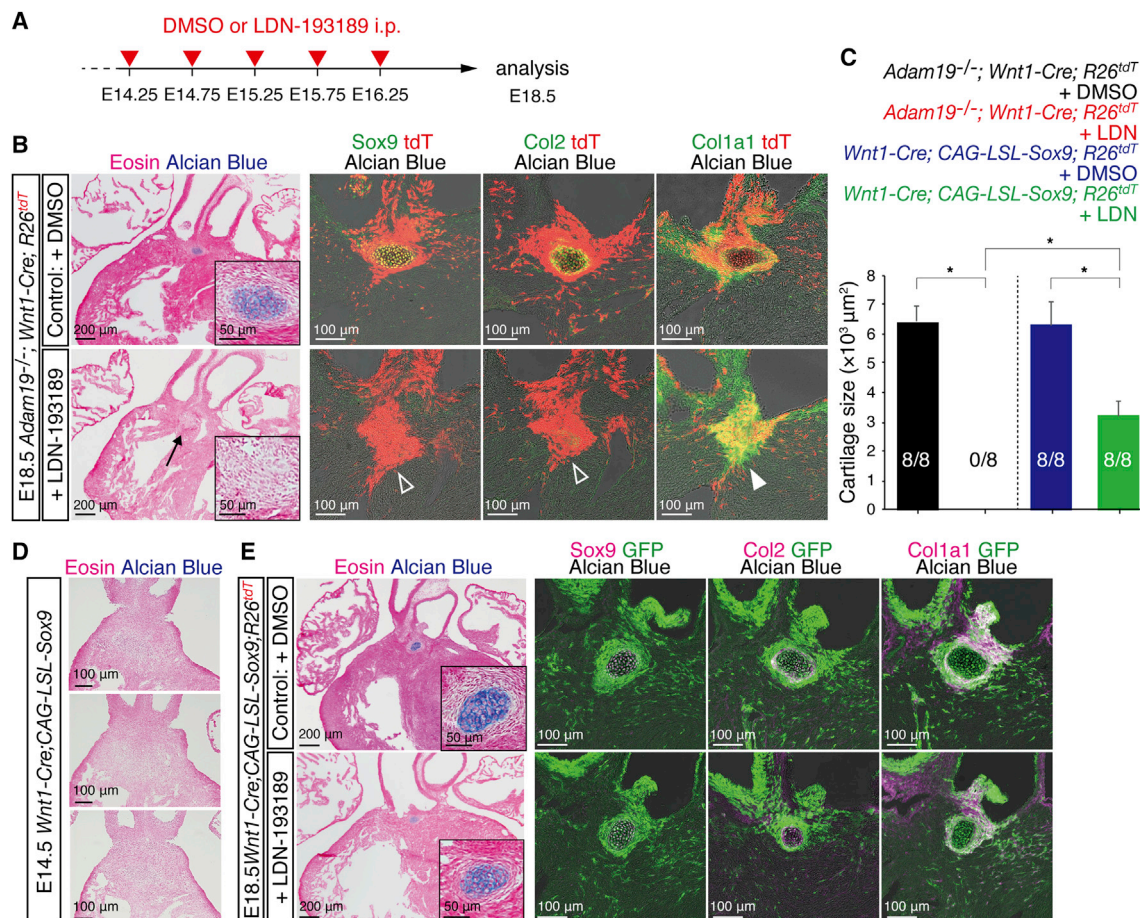 A
DMSO or LDN-193189 i.p.
E14.25 E14.75 E15.25 E15.75 E16.25
analysis
E18.5
B
E18.5 Adam19-/-; Wnt1-Cre; R26tdT
Control: + DMSO
+ LDN-193189
Eosin Alcian Blue
Sox9 tdT
Alcian Blue
Col2 tdT
Alcian Blue
Col1a1 tdT
Alcian Blue
200 µm
50 µm
100 µm
100 µm
100 µm
200 µm
50 µm
100 µm
100 µm
100 µm
C
Adam19-/-; Wnt1-Cre; R26tdT
+ DMSO
Adam19-/-; Wnt1-Cre; R26tdT
+ LDN
Wnt1-Cre; CAG-LSL-Sox9; R26tdT
+ DMSO
Wnt1-Cre; CAG-LSL-Sox9; R26tdT
+ LDN
*
* *
Cartilage size (×10³ µm²)
8
7
6
5
4
3
2
1
0
8/8 0/8 8/8 8/8
D
E14.5 Wnt1-Cre;CAG-LSL-Sox9
Eosin Alcian Blue
100 µm
100 µm
100 µm
E
E18.5Wnt1-Cre;CAG-LSL-Sox9;R26tdT
Control: + DMSO
+ LDN-193189
Eosin Alcian Blue
Sox9 GFP
Alcian Blue
Col2 GFP
Alcian Blue
Col1a1 GFP
Alcian Blue
200 µm
50 µm
100 µm
100 µm
100 µm
200 µm
50 µm
100 µm
100 µm
100 µm